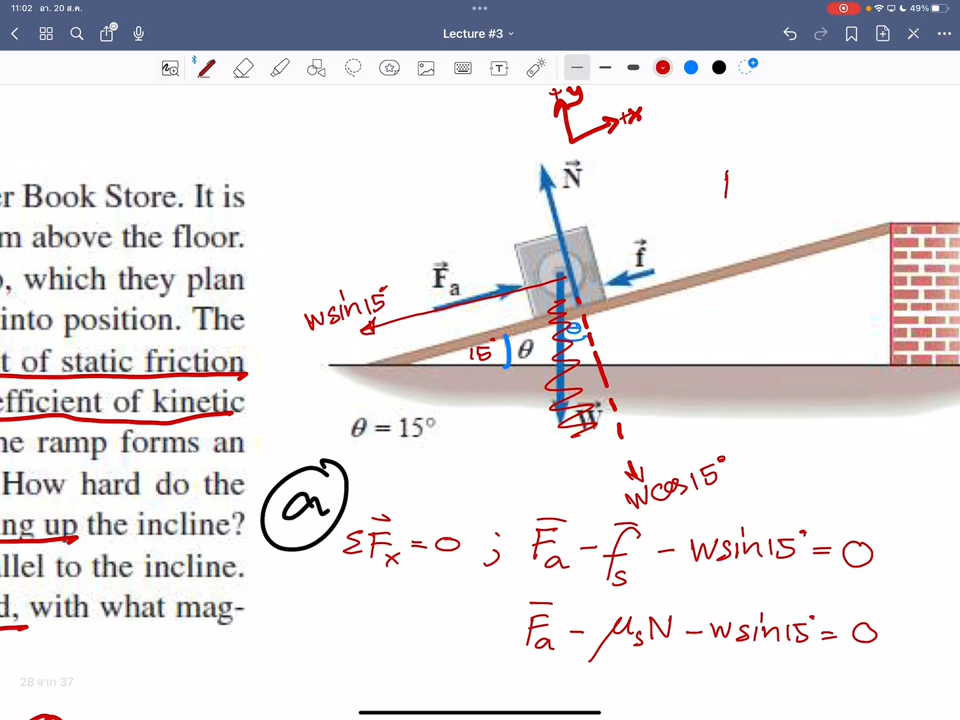 11:02 อา. 20 ส.ค.
49%
Lecture #3
+y
+x
er Book Store. It is
m above the floor.
o, which they plan
into position. The
t of static friction
efficient of kinetic
ne ramp forms an
How hard do the
ng up the incline?
llel to the incline.
d, with what mag-
N
f
Fa
wsin15°
15°
θ
θ
W
θ = 15°
wcos15°
a
ΣFx = 0 ; Fa - fs - wsin15° = 0
Fa - μsN - wsin15° = 0
28 จาก 37